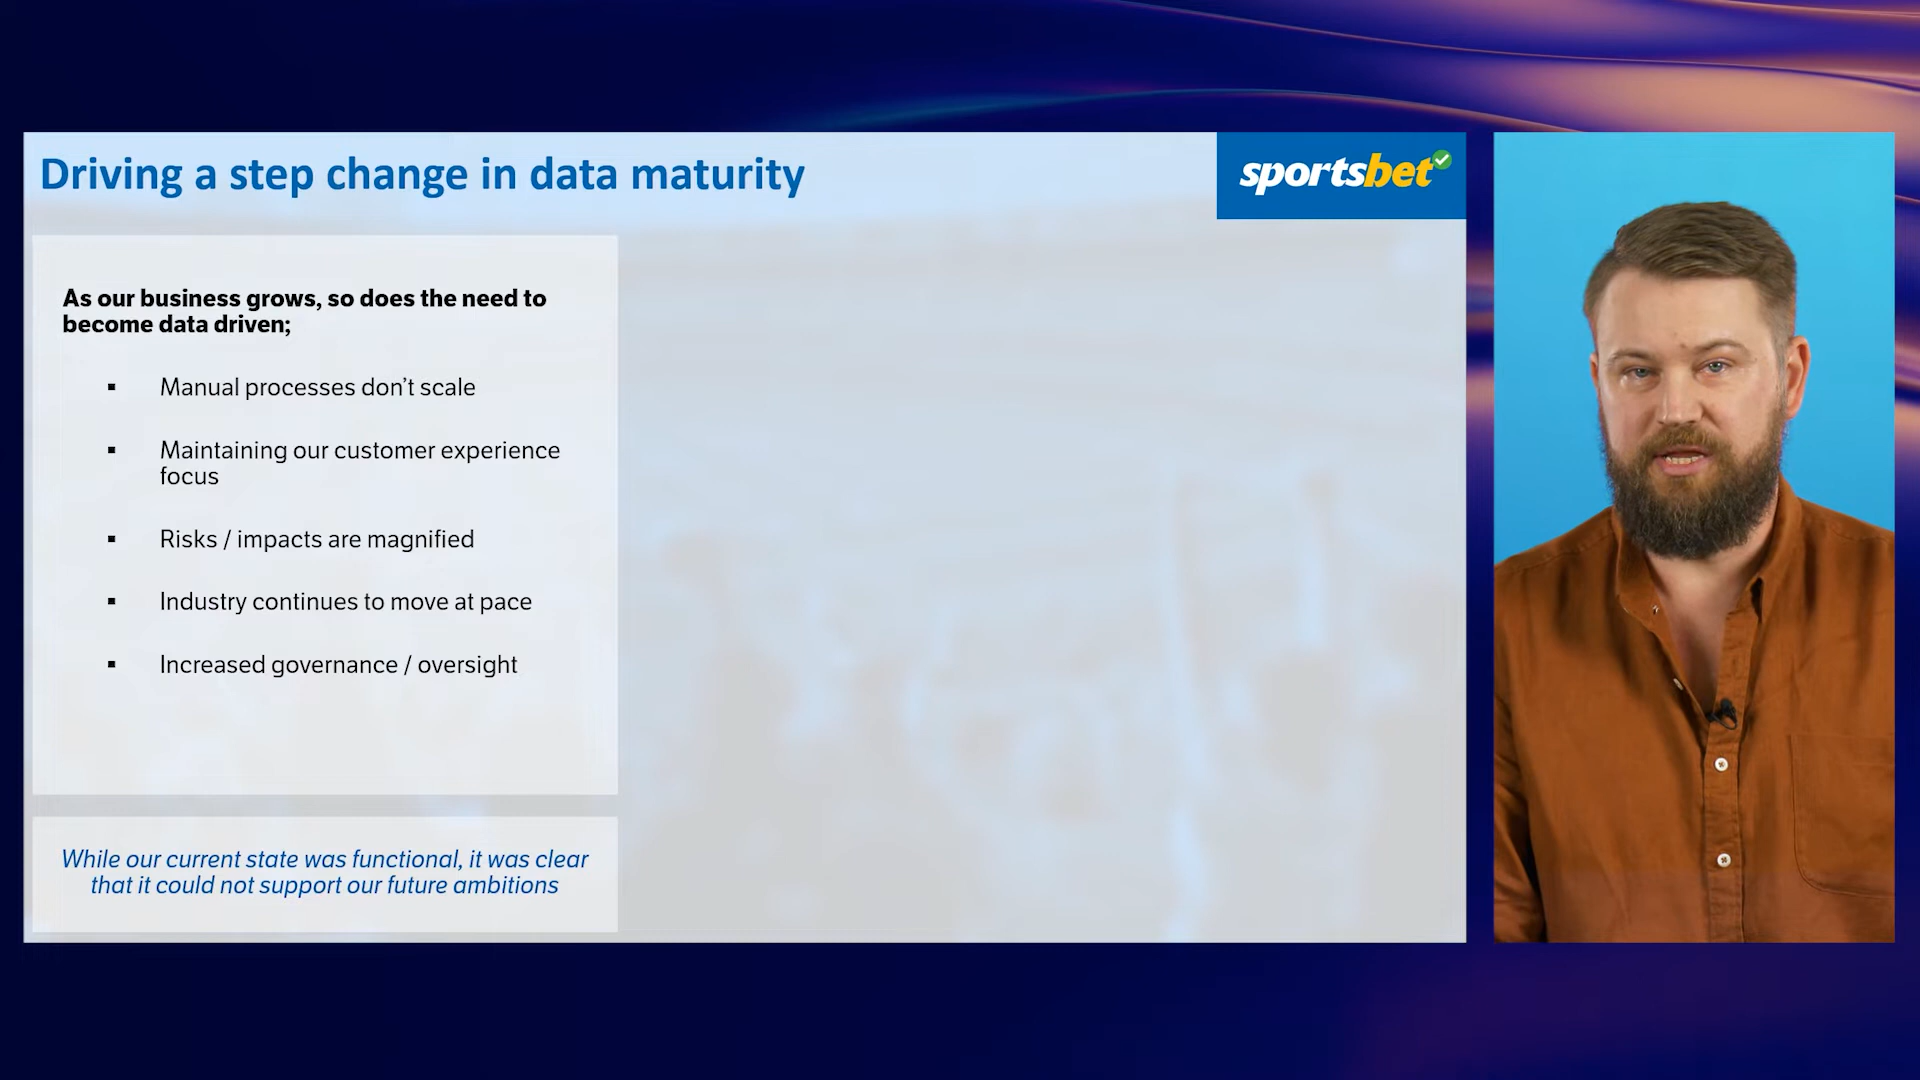 Driving a step change in data maturity
sportsbet
As our business grows, so does the need to
become data driven;
▪ Manual processes don’t scale
▪ Maintaining our customer experience
focus
▪ Risks / impacts are magnified
▪ Industry continues to move at pace
▪ Increased governance / oversight
While our current state was functional, it was clear
that it could not support our future ambitions